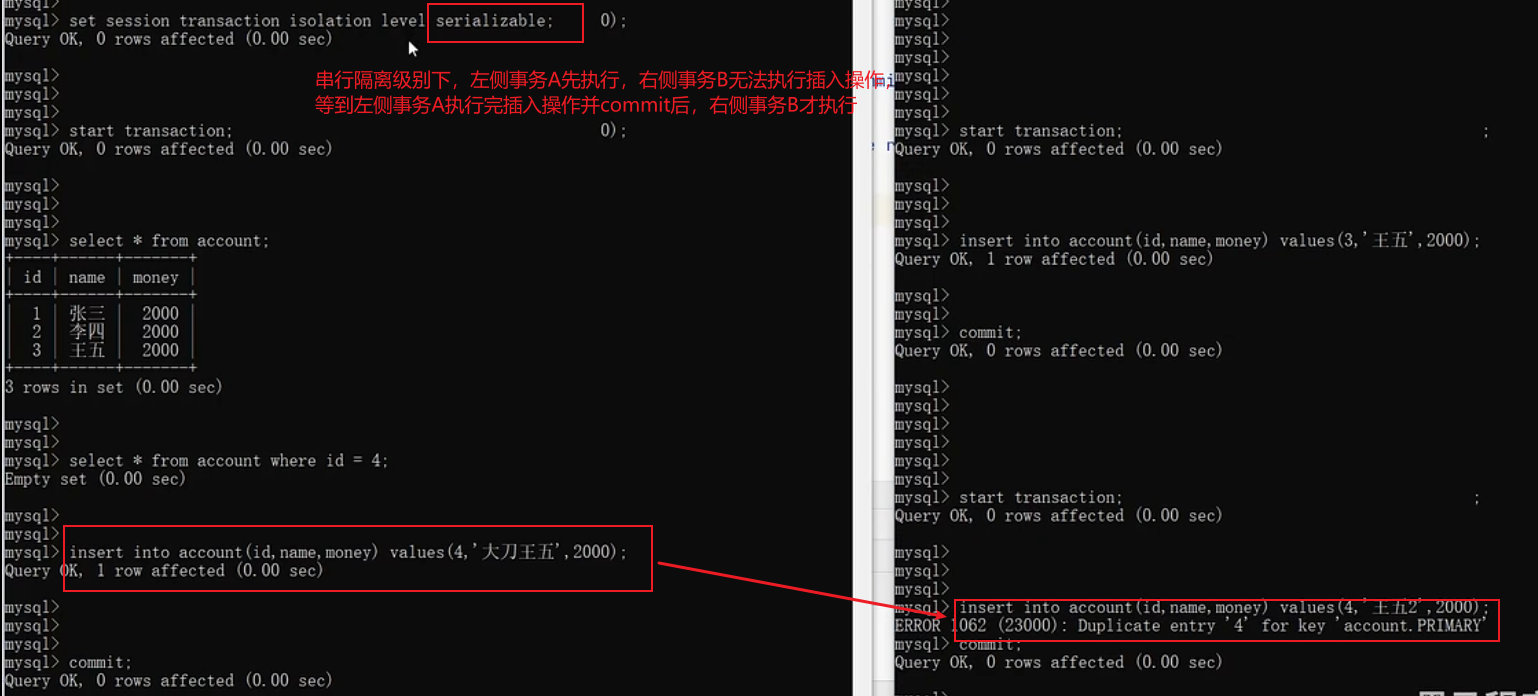 mysql>
mysql> set session transaction isolation level serializable;     0);
Query OK, 0 rows affected (0.00 sec)
串行隔离级别下，左侧事务A先执行，右侧事务B无法执行插入操作，
等到左侧事务A执行完插入操作并commit后，右侧事务B才执行
mysql>
mysql>
mysql>
mysql> start transaction;     0);
Query OK, 0 rows affected (0.00 sec)
mysql>
mysql>
mysql>
mysql> select * from account;
+----+------+-------+
| id | name | money |
+----+------+-------+
| 1 | 张三 | 2000 |
| 2 | 李四 | 2000 |
| 3 | 王五 | 2000 |
+----+------+-------+
3 rows in set (0.00 sec)
mysql>
mysql>
mysql> select * from account where id = 4;
Empty set (0.00 sec)
mysql>
mysql>
mysql> insert into account(id,name,money) values(4,'大刀王五',2000);
Query OK, 1 row affected (0.00 sec)
mysql>
mysql>
mysql>
mysql> commit;
Query OK, 0 rows affected (0.00 sec)
mysql>
mysql>
mysql>
mysql>
mysql>
mysql>
mysql>
mysql> start transaction;     ;
Query OK, 0 rows affected (0.00 sec)
mysql>
mysql>
mysql>
mysql> insert into account(id,name,money) values(3,'王五',2000);
Query OK, 1 row affected (0.00 sec)
mysql>
mysql>
mysql> commit;
Query OK, 0 rows affected (0.00 sec)
mysql>
mysql>
mysql>
mysql>
mysql>
mysql>
mysql> start transaction;     ;
Query OK, 0 rows affected (0.00 sec)
mysql>
mysql>
mysql>
mysql> insert into account(id,name,money) values(4,'王五2',2000);
ERROR 1062 (23000): Duplicate entry '4' for key 'account.PRIMARY'
mysql> commit;
Query OK, 0 rows affected (0.00 sec)
mysql>